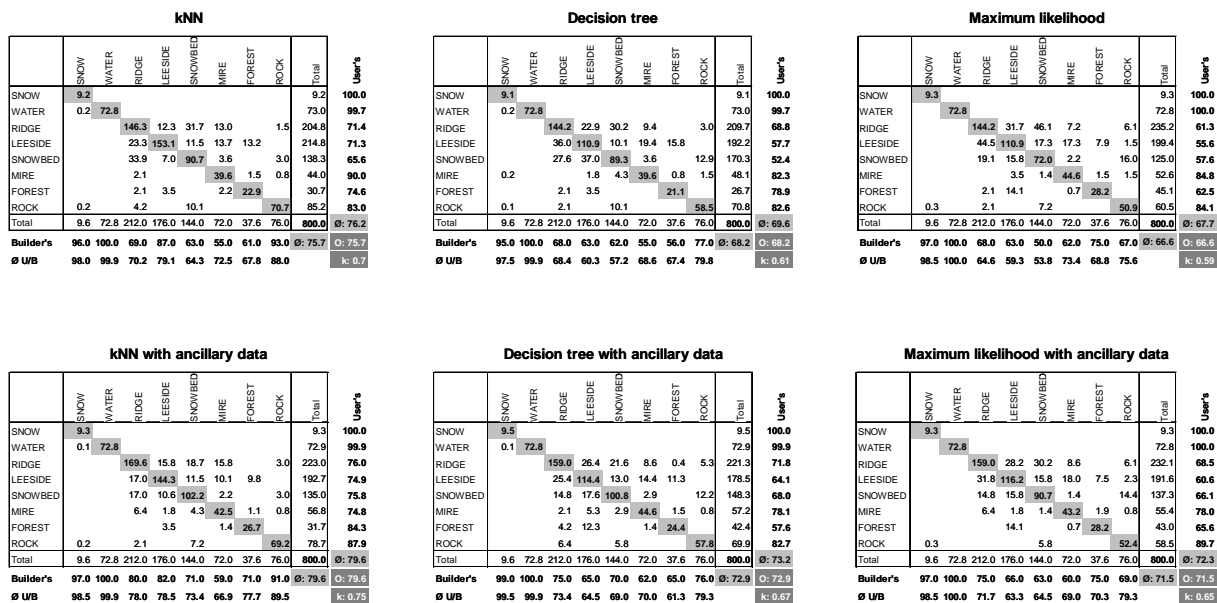 kNN
SNOW WATER RIDGE LEESIDE SNOWBED MIRE FOREST ROCK Total User's
SNOW 9.2 9.2 100.0
WATER 0.2 72.8 73.0 99.7
RIDGE 146.3 12.3 31.7 13.0 1.5 204.8 71.4
LEESIDE 23.3 153.1 11.5 13.7 13.2 214.8 71.3
SNOWBED 33.9 7.0 90.7 3.6 3.0 138.3 65.6
MIRE 2.1 39.6 1.5 0.8 44.0 90.0
FOREST 2.1 3.5 2.2 22.9 30.7 74.6
ROCK 0.2 4.2 10.1 70.7 85.2 83.0
Total 9.6 72.8 212.0 176.0 144.0 72.0 37.6 76.0 800.0 Ø: 76.2
Builder's 96.0 100.0 69.0 87.0 63.0 55.0 61.0 93.0 Ø: 75.7 O: 75.7
Ø U/B 98.0 99.9 70.2 79.1 64.3 72.5 67.8 88.0 k: 0.7
Decision tree
SNOW WATER RIDGE LEESIDE SNOWBED MIRE FOREST ROCK Total User's
SNOW 9.1 9.1 100.0
WATER 0.2 72.8 73.0 99.7
RIDGE 144.2 22.9 30.2 9.4 3.0 209.7 68.8
LEESIDE 36.0 110.9 10.1 19.4 15.8 192.2 57.7
SNOWBED 27.6 37.0 89.3 3.6 12.9 170.3 52.4
MIRE 0.2 1.8 4.3 39.6 0.8 1.5 48.1 82.3
FOREST 2.1 3.5 21.1 26.7 78.9
ROCK 0.1 2.1 10.1 58.5 70.8 82.6
Total 9.6 72.8 212.0 176.0 144.0 72.0 37.6 76.0 800.0 Ø: 69.6
Builder's 95.0 100.0 68.0 63.0 62.0 55.0 56.0 77.0 Ø: 68.2 O: 68.2
Ø U/B 97.5 99.9 68.4 60.3 57.2 68.6 67.4 79.8 k: 0.61
Maximum likelihood
SNOW WATER RIDGE LEESIDE SNOWBED MIRE FOREST ROCK Total User's
SNOW 9.3 9.3 100.0
WATER 72.8 72.8 100.0
RIDGE 144.2 31.7 46.1 7.2 6.1 235.2 61.3
LEESIDE 44.5 110.9 17.3 17.3 7.9 1.5 199.4 55.6
SNOWBED 19.1 15.8 72.0 2.2 16.0 125.0 57.6
MIRE 3.5 1.4 44.6 1.5 1.5 52.6 84.8
FOREST 2.1 14.1 0.7 28.2 45.1 62.5
ROCK 0.3 2.1 7.2 50.9 60.5 84.1
Total 9.6 72.8 212.0 176.0 144.0 72.0 37.6 76.0 800.0 Ø: 67.7
Builder's 97.0 100.0 68.0 63.0 50.0 62.0 75.0 67.0 Ø: 66.6 O: 66.6
Ø U/B 98.5 100.0 64.6 59.3 53.8 73.4 68.8 75.6 k: 0.59
kNN with ancillary data
SNOW WATER RIDGE LEESIDE SNOWBED MIRE FOREST ROCK Total User's
SNOW 9.3 9.3 100.0
WATER 0.1 72.8 72.9 99.9
RIDGE 169.6 15.8 18.7 15.8 3.0 223.0 76.0
LEESIDE 17.0 144.3 11.5 10.1 9.8 192.7 74.9
SNOWBED 17.0 10.6 102.2 2.2 3.0 135.0 75.8
MIRE 6.4 1.8 4.3 42.5 1.1 0.8 56.8 74.8
FOREST 3.5 1.4 26.7 31.7 84.3
ROCK 0.2 2.1 7.2 69.2 78.7 87.9
Total 9.6 72.8 212.0 176.0 144.0 72.0 37.6 76.0 800.0 Ø: 79.6
Builder's 97.0 100.0 80.0 82.0 71.0 59.0 71.0 91.0 Ø: 79.6 O: 79.6
Ø U/B 98.5 99.9 78.0 78.5 73.4 66.9 77.7 89.5 k: 0.75
Decision tree with ancillary data
SNOW WATER RIDGE LEESIDE SNOWBED MIRE FOREST ROCK Total User's
SNOW 9.5 9.5 100.0
WATER 0.1 72.8 72.9 99.9
RIDGE 159.0 26.4 21.6 8.6 0.4 5.3 221.3 71.8
LEESIDE 25.4 114.4 13.0 14.4 11.3 178.5 64.1
SNOWBED 14.8 17.6 100.8 2.9 12.2 148.3 68.0
MIRE 2.1 5.3 2.9 44.6 1.5 0.8 57.2 78.1
FOREST 4.2 12.3 1.4 24.4 42.4 57.6
ROCK 6.4 5.8 57.8 69.9 82.7
Total 9.6 72.8 212.0 176.0 144.0 72.0 37.6 76.0 800.0 Ø: 73.2
Builder's 99.0 100.0 75.0 65.0 70.0 62.0 65.0 76.0 Ø: 72.9 O: 72.9
Ø U/B 99.5 99.9 73.4 64.5 69.0 70.0 61.3 79.3 k: 0.67
Maximum likelihood with ancillary data
SNOW WATER RIDGE LEESIDE SNOWBED MIRE FOREST ROCK Total User's
SNOW 9.3 9.3 100.0
WATER 72.8 72.8 100.0
RIDGE 159.0 28.2 30.2 8.6 6.1 232.1 68.5
LEESIDE 31.8 116.2 15.8 18.0 7.5 2.3 191.6 60.6
SNOWBED 14.8 15.8 90.7 1.4 14.4 137.3 66.1
MIRE 6.4 1.8 1.4 43.2 1.9 0.8 55.4 78.0
FOREST 14.1 0.7 28.2 43.0 65.6
ROCK 0.3 5.8 52.4 58.5 89.7
Total 9.6 72.8 212.0 176.0 144.0 72.0 37.6 76.0 800.0 Ø: 72.3
Builder's 97.0 100.0 75.0 66.0 63.0 60.0 75.0 69.0 Ø: 71.5 O: 71.5
Ø U/B 98.5 100.0 71.7 63.3 64.5 69.0 70.3 79.3 k: 0.65